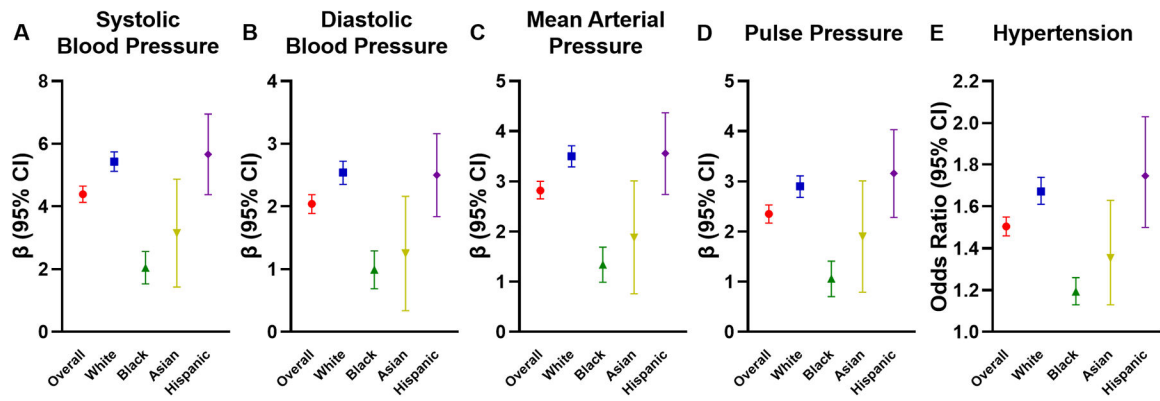 A
Systolic
Blood Pressure
β (95% CI)
8
6
4
2
0
Overall
White
Black
Asian
Hispanic
B
Diastolic
Blood Pressure
β (95% CI)
4
3
2
1
0
Overall
White
Black
Asian
Hispanic
C
Mean Arterial
Pressure
β (95% CI)
5
4
3
2
1
0
Overall
White
Black
Asian
Hispanic
D
Pulse Pressure
β (95% CI)
5
4
3
2
1
0
Overall
White
Black
Asian
Hispanic
E
Hypertension
Odds Ratio (95% CI)
2.2
2.0
1.8
1.6
1.4
1.2
1.0
Overall
White
Black
Asian
Hispanic